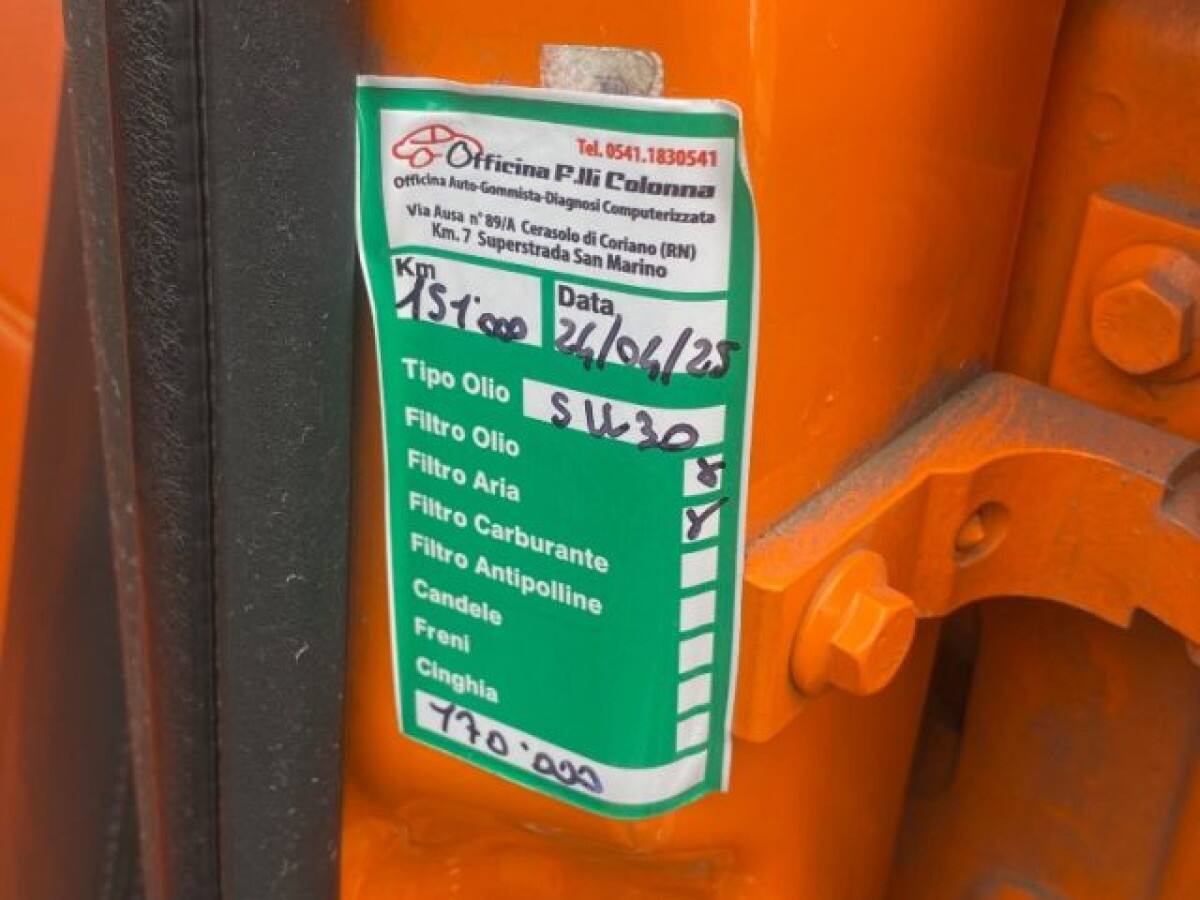 Tel. 0541.1830541
Officina F.lli Colonna
Officina Auto-Gommista-Diagnosi Computerizzata
Via Ausa n° 89/A Cerasolo di Coriano (RN)
Km. 7 Superstrada San Marino
Km 151'000 Data 24/04/25
Tipo Olio 5W30
Filtro Olio
Filtro Aria
Filtro Carburante
Filtro Antipolline
Candele
Freni
Cinghia
170'000